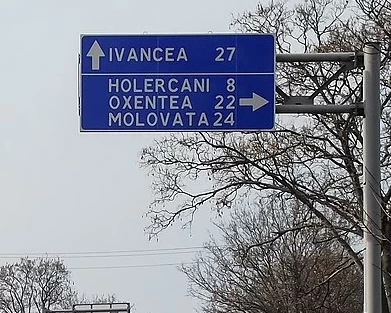 IVANCEA 27
HOLERCANI 8
OXENTEA 22
MOLOVATA 24